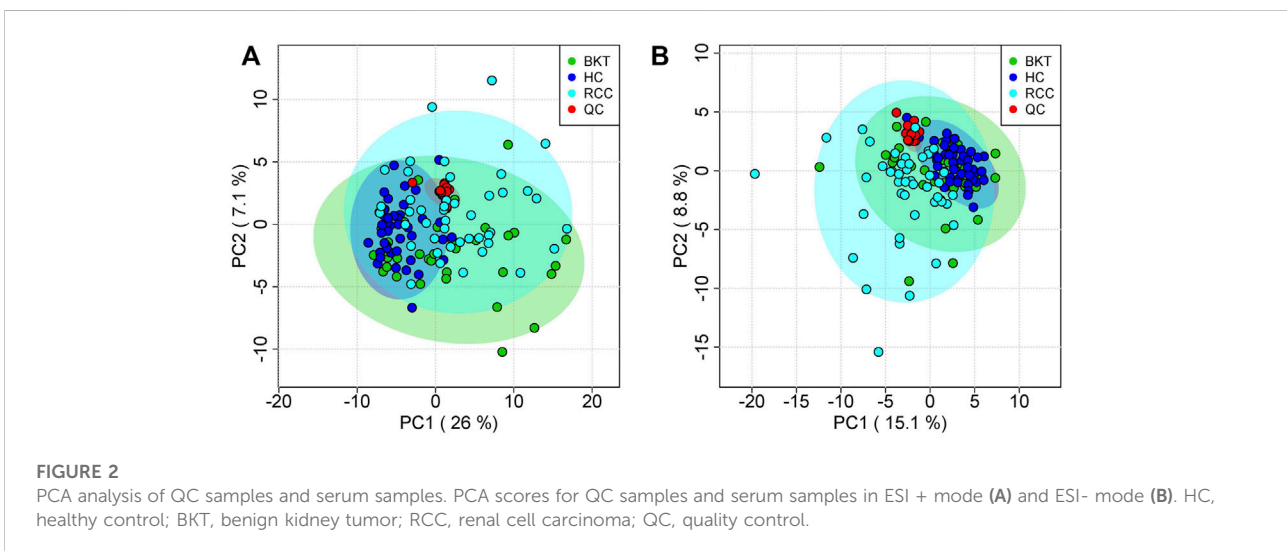 A
BKT
HC
RCC
QC
10
5
0
-5
-10
PC2 ( 7.1 %)
-20
-10
0
10
20
PC1 ( 26 %)
B
BKT
HC
RCC
QC
10
5
0
-5
-10
-15
PC2 ( 8.8 %)
-20
-15
-10
-5
0
5
10
PC1 ( 15.1 %)
FIGURE 2
PCA analysis of QC samples and serum samples. PCA scores for QC samples and serum samples in ESI + mode (A) and ESI- mode (B). HC,
healthy control; BKT, benign kidney tumor; RCC, renal cell carcinoma; QC, quality control.